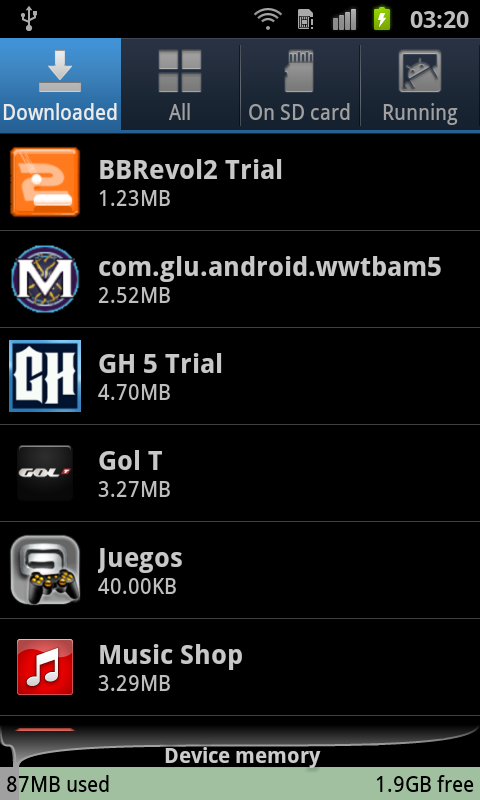 03:20
Downloaded
All
On SD card
Running
BBRevol2 Trial
1.23MB
M
com.glu.android.wwtbam5
2.52MB
GH
GH 5 Trial
4.70MB
GOL T
Gol T
3.27MB
Juegos
40.00KB
Music Shop
3.29MB
Device memory
87MB used
1.9GB free